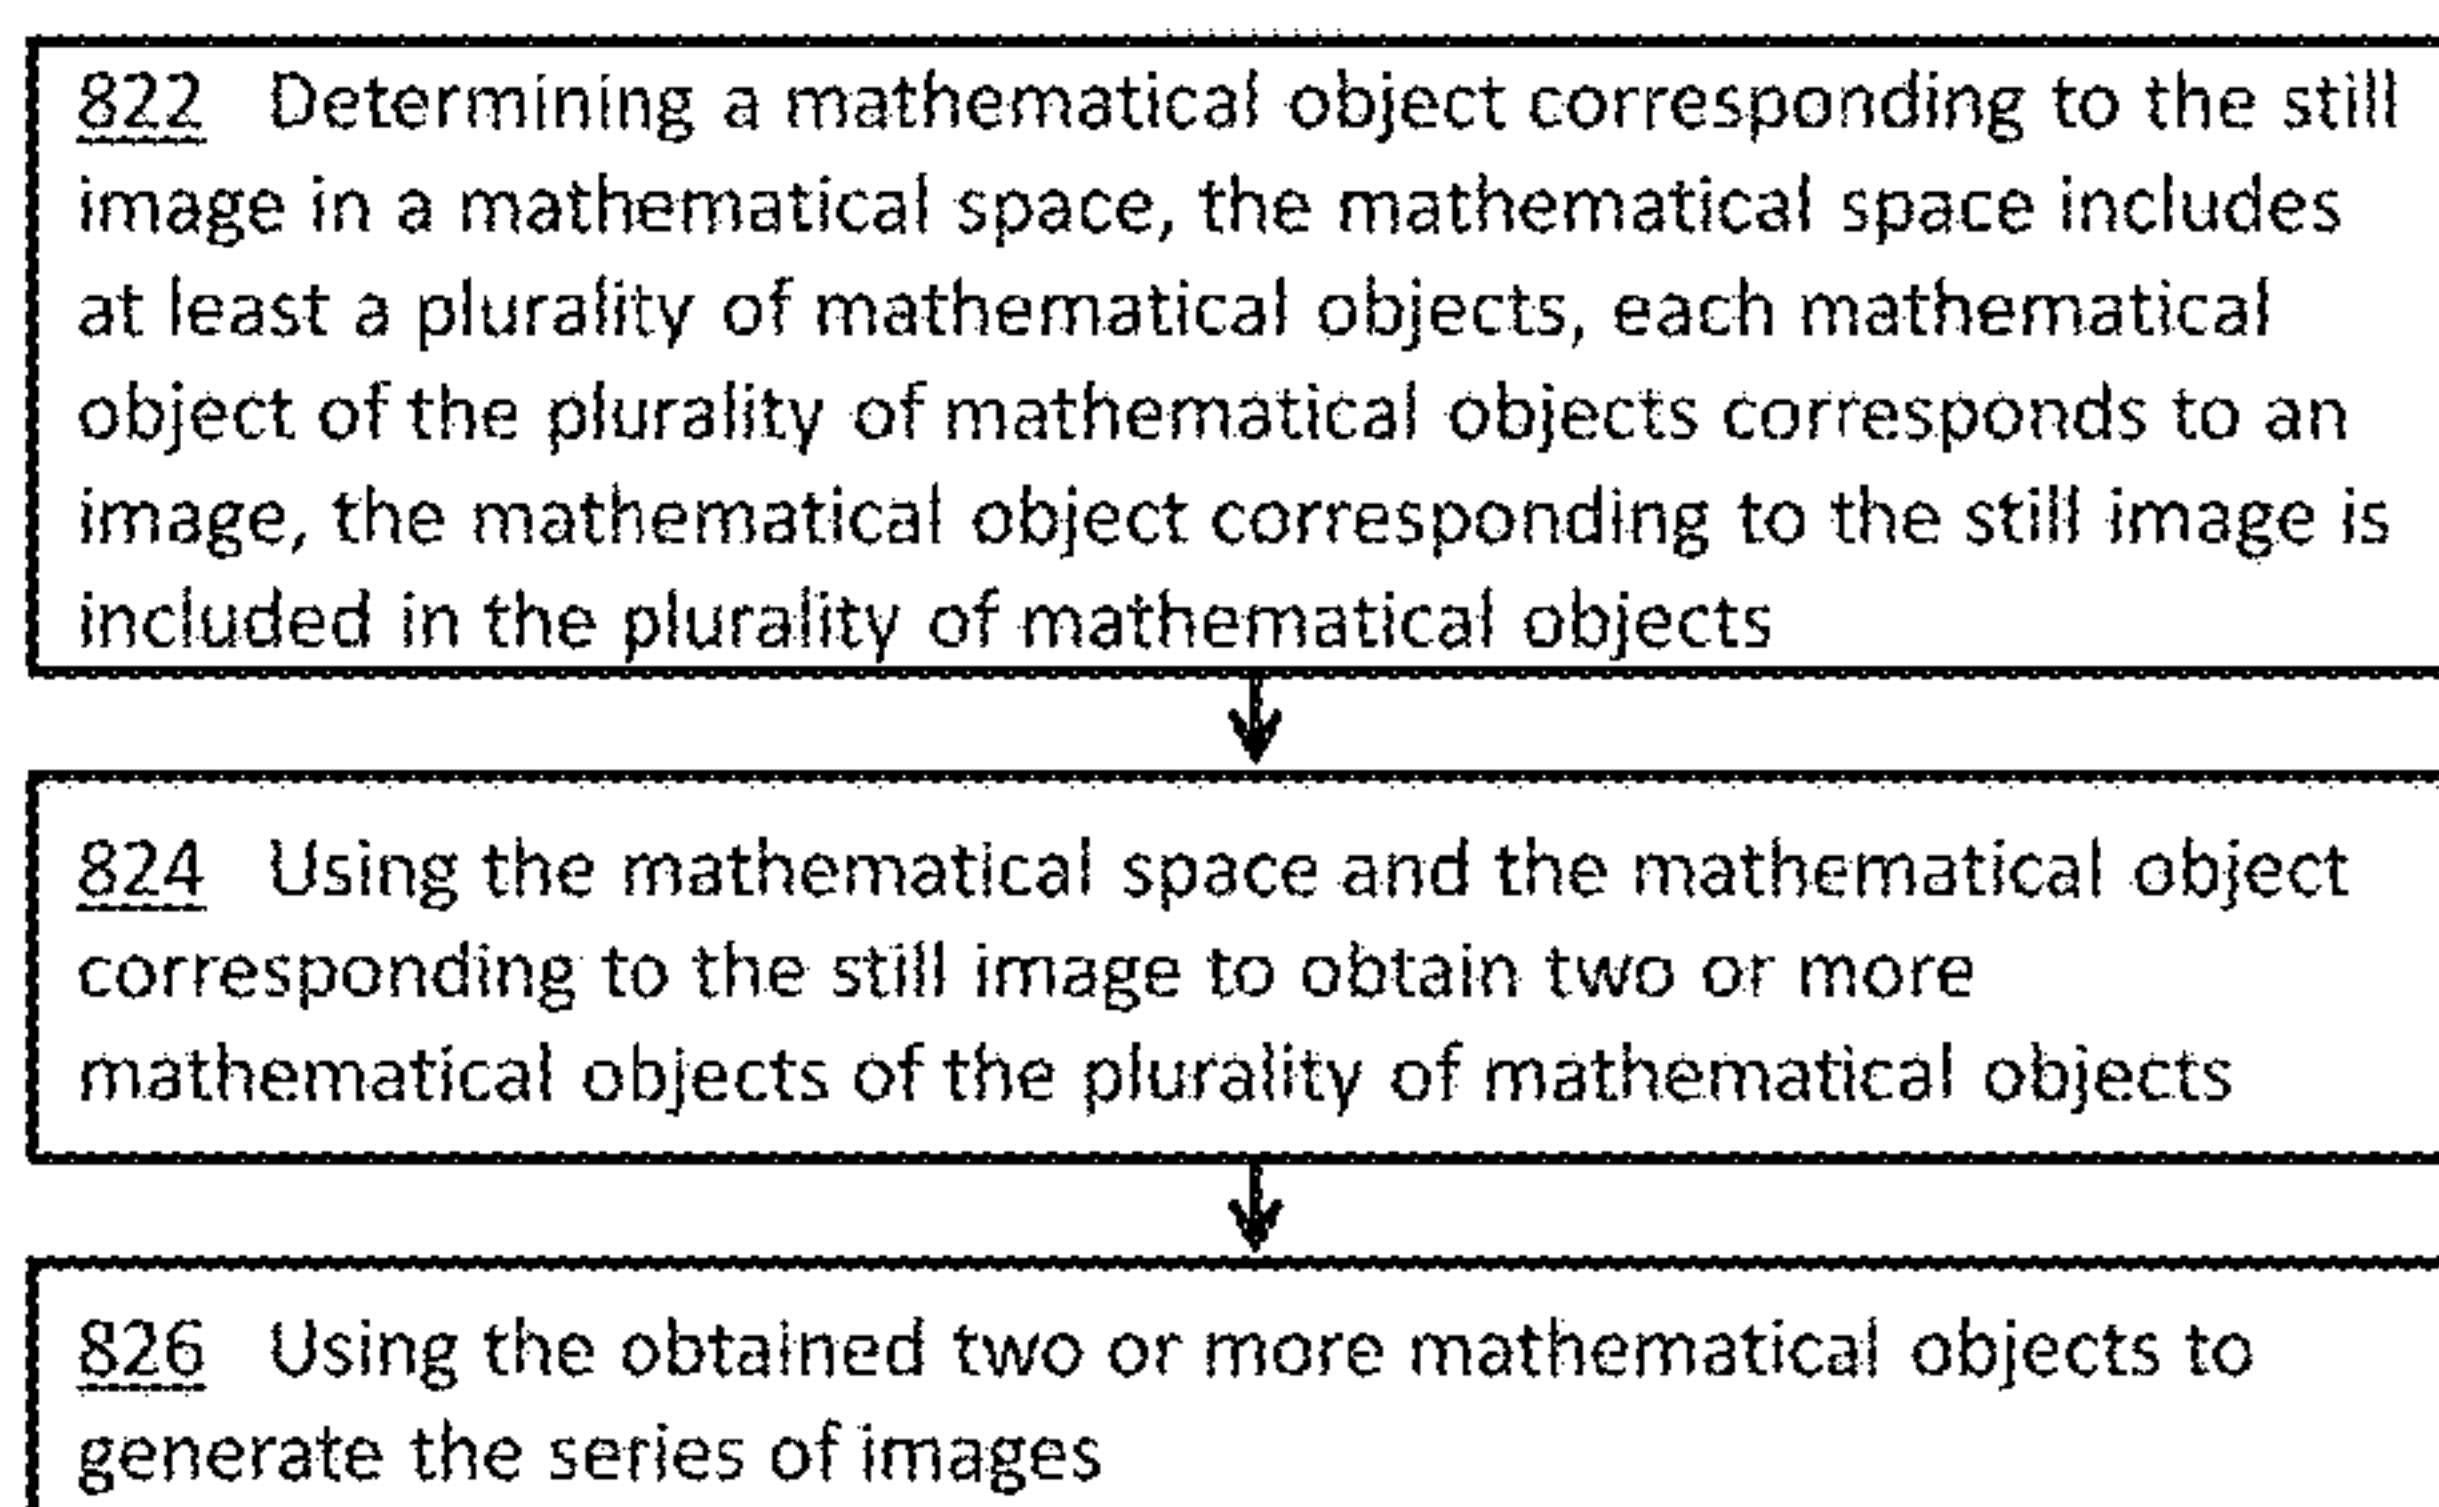 822 Determining a mathematical object corresponding to the still
image in a mathematical space, the mathematical space includes
at least a plurality of mathematical objects, each mathematical
object of the plurality of mathematical objects corresponds to an
image, the mathematical object corresponding to the still image is
included in the plurality of mathematical objects
824 Using the mathematical space and the mathematical object
corresponding to the still image to obtain two or more
mathematical objects of the plurality of mathematical objects
826 Using the obtained two or more mathematical objects to
generate the series of images